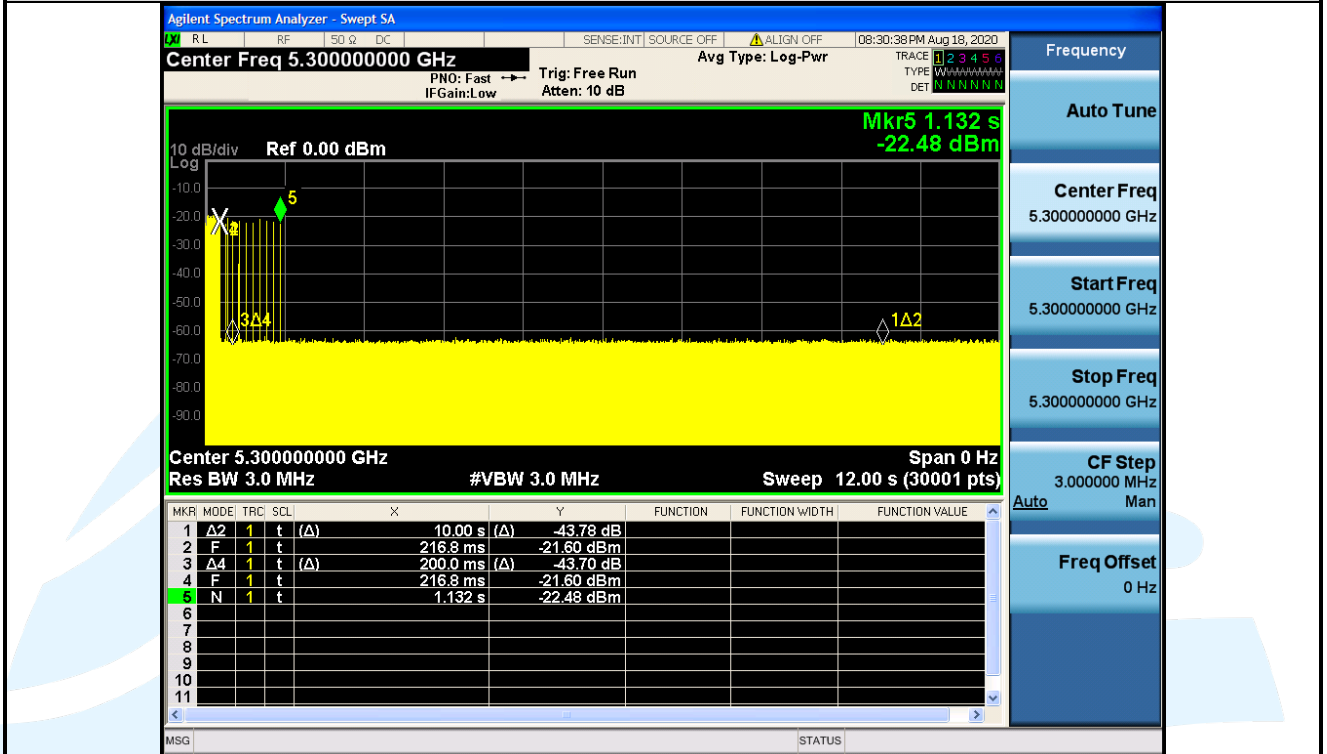 Agilent Spectrum Analyzer - Swept SA
LXI RL RF 50 Ω DC SENSE:INT SOURCE OFF ALIGN OFF 08:30:38 PM Aug 18, 2020
Center Freq 5.300000000 GHz Avg Type: Log-Pwr TRACE 1 2 3 4 5 6
PNO: Fast Trig: Free Run TYPE WWWWWW
IFGain:Low Atten: 10 dB DET N N N N N N
Mkr5 1.132 s
-22.48 dBm
10 dB/div Ref 0.00 dBm
Log
-10.0
-20.0
-30.0
-40.0
-50.0
-60.0
-70.0
-80.0
-90.0
5
3Δ4
1Δ2
Center 5.300000000 GHz Span 0 Hz
Res BW 3.0 MHz #VBW 3.0 MHz Sweep 12.00 s (30001 pts)
MKR MODE TRC SCL X Y FUNCTION FUNCTION WIDTH FUNCTION VALUE
1 Δ2 1 t (Δ) 10.00 s (Δ) -43.78 dB
2 F 1 t 216.8 ms -21.60 dBm
3 Δ4 1 t (Δ) 200.0 ms (Δ) -43.70 dB
4 F 1 t 216.8 ms -21.60 dBm
5 N 1 t 1.132 s -22.48 dBm
6
7
8
9
10
11
MSG STATUS
Frequency
Auto Tune
Center Freq
5.300000000 GHz
Start Freq
5.300000000 GHz
Stop Freq
5.300000000 GHz
CF Step
3.000000 MHz
Auto Man
Freq Offset
0 Hz